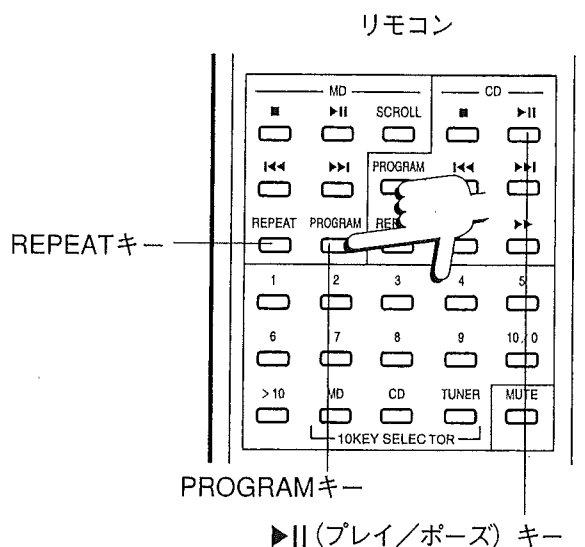 リモコン
MD CD
■ ▶II SCROLL ■ ▶II
I◀◀ ▶▶I PROGRAM I◀◀ ▶▶I
REPEAT PROGRAM ▶▶
REPEATキー
1 2 3 4 5
6 7 8 9 10/0
>10 MD CD TUNER MUTE
10KEY SELECTOR
PROGRAMキー
▶II(プレイ/ポーズ) キー